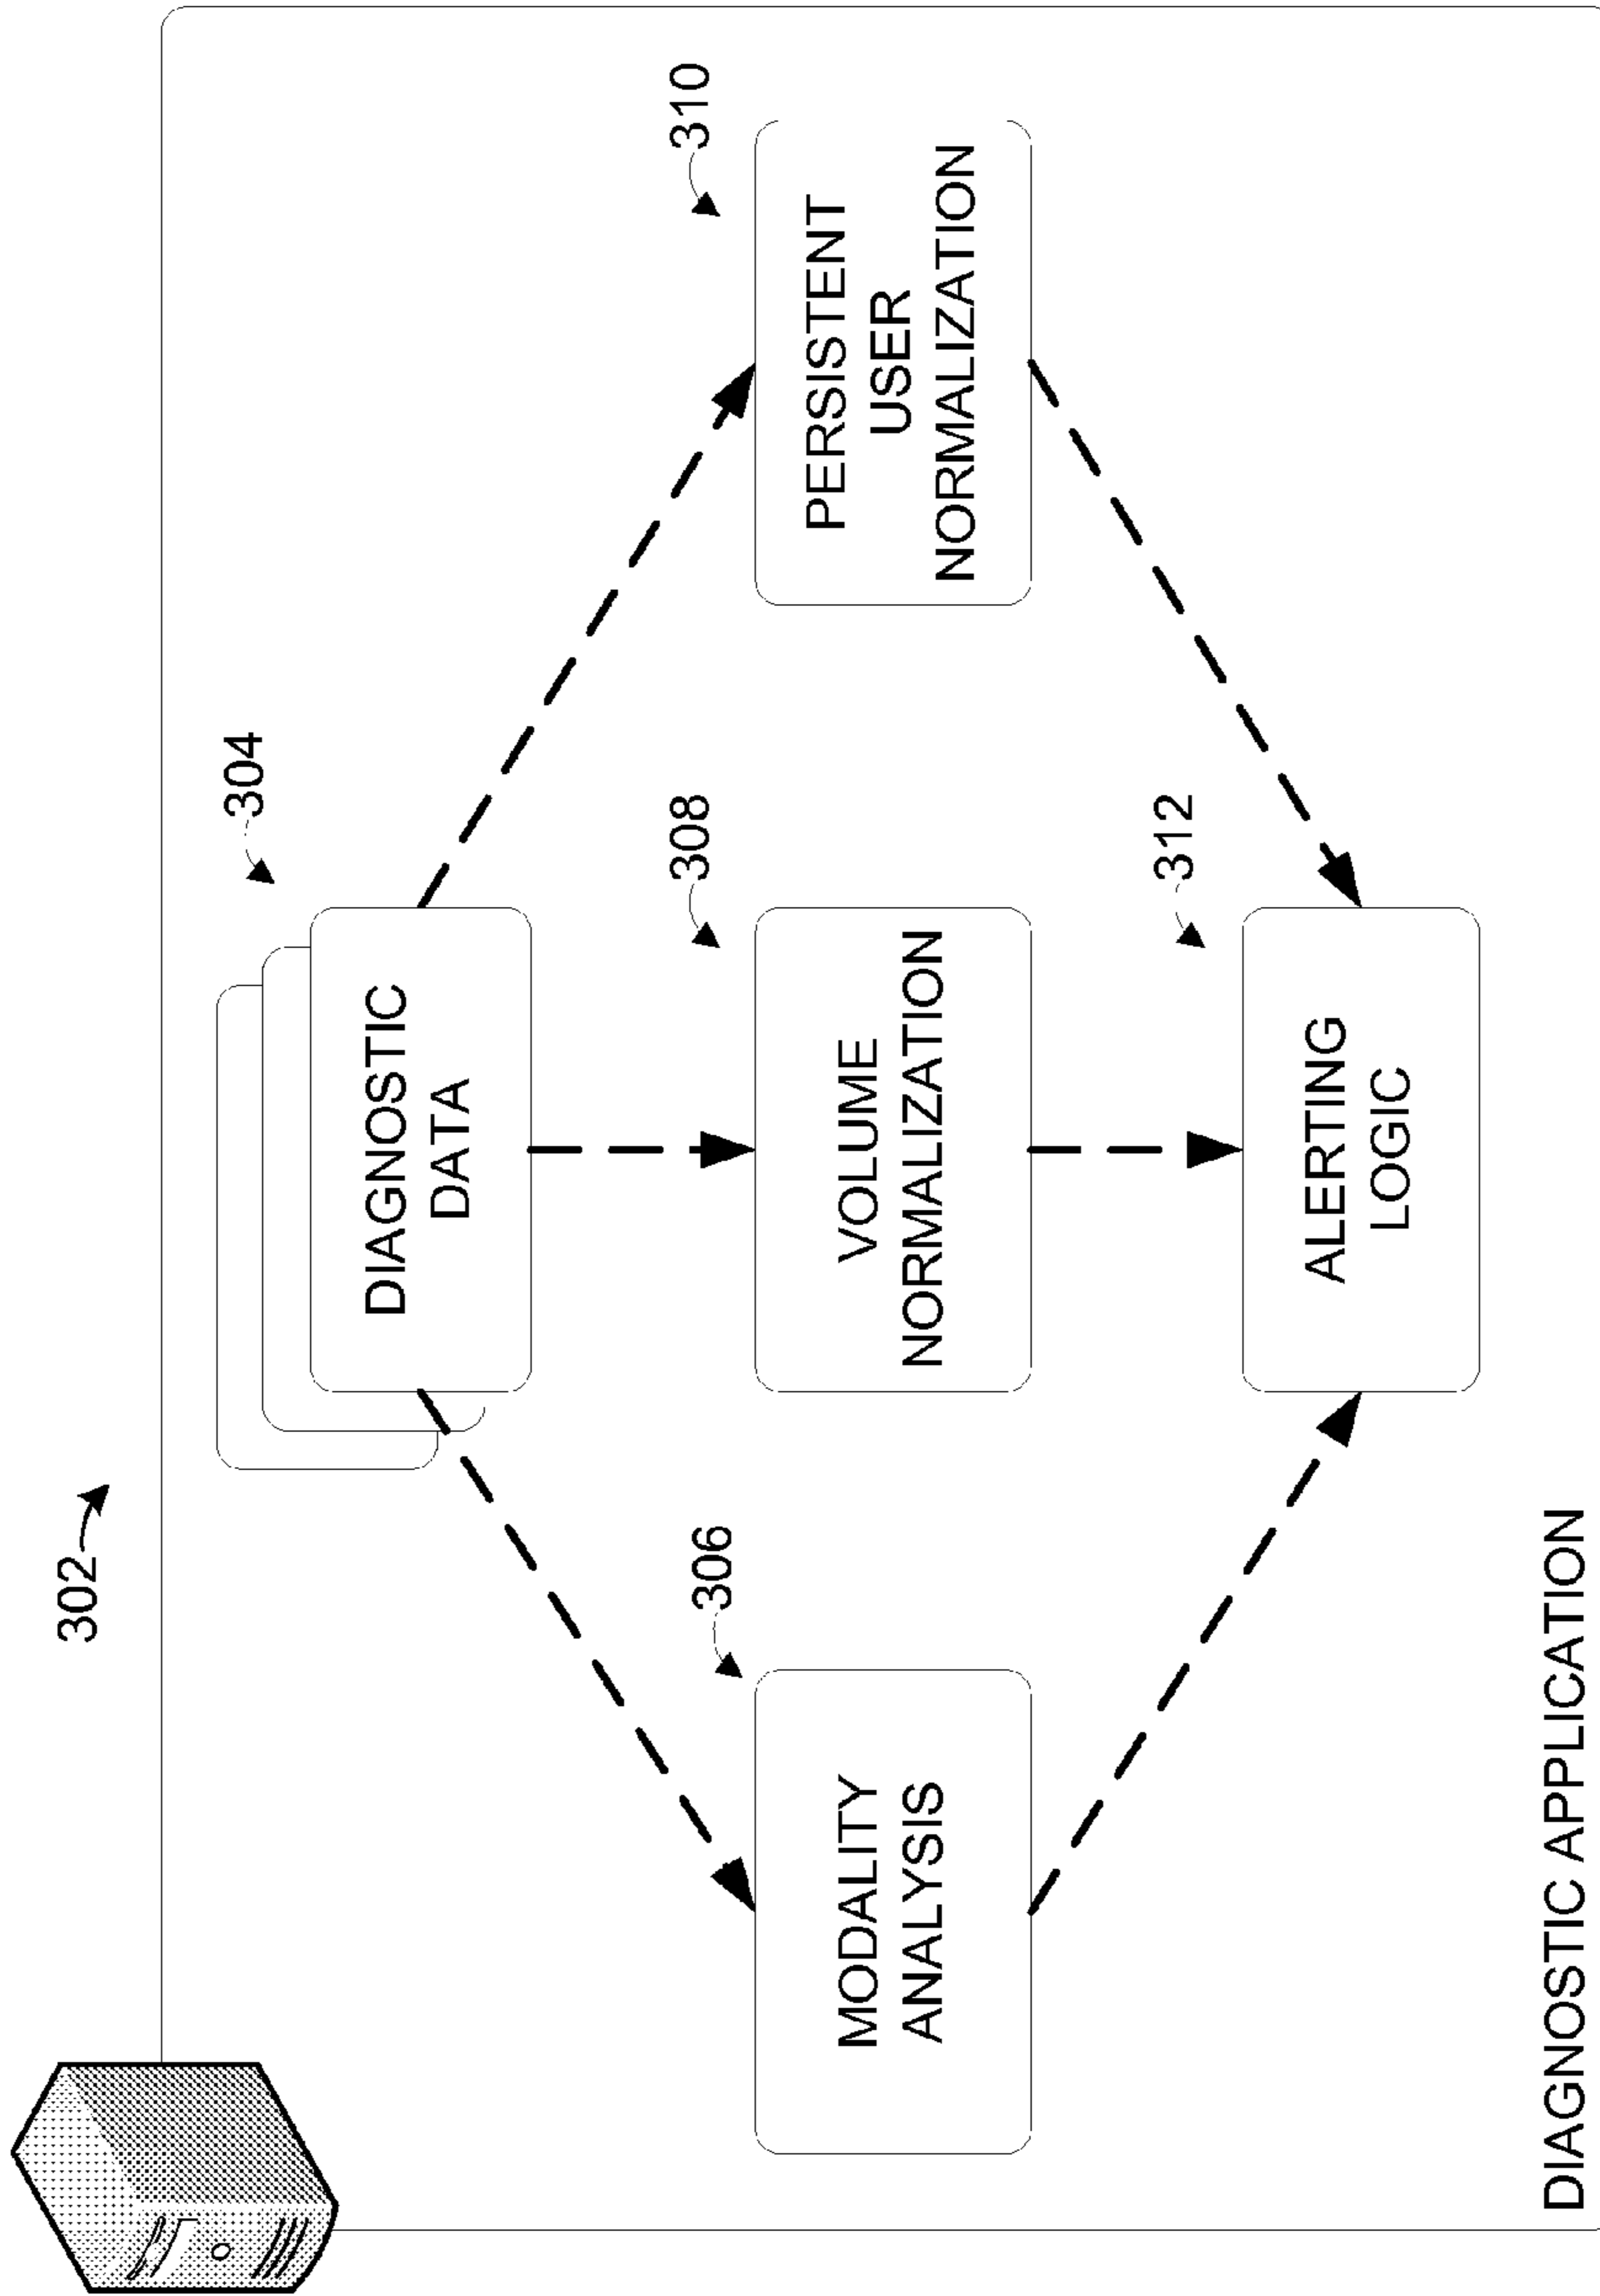 302
304
DIAGNOSTIC
DATA
306
MODALITY
ANALYSIS
308
VOLUME
NORMALIZATION
310
PERSISTENT
USER
NORMALIZATION
312
ALERTING
LOGIC
DIAGNOSTIC APPLICATION